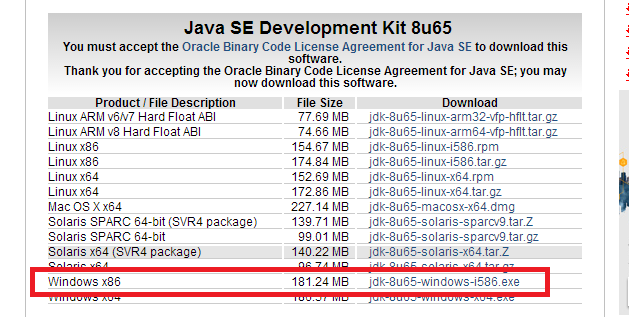 Java SE Development Kit 8u65
You must accept the Oracle Binary Code License Agreement for Java SE to download this
software.
Thank you for accepting the Oracle Binary Code License Agreement for Java SE; you may
now download this software.
Product / File Description File Size Download
Linux ARM v6/v7 Hard Float ABI 77.69 MB jdk-8u65-linux-arm32-vfp-hflt.tar.gz
Linux ARM v8 Hard Float ABI 74.66 MB jdk-8u65-linux-arm64-vfp-hflt.tar.gz
Linux x86 154.67 MB jdk-8u65-linux-i586.rpm
Linux x86 174.84 MB jdk-8u65-linux-i586.tar.gz
Linux x64 152.69 MB jdk-8u65-linux-x64.rpm
Linux x64 172.86 MB jdk-8u65-linux-x64.tar.gz
Mac OS X x64 227.14 MB jdk-8u65-macosx-x64.dmg
Solaris SPARC 64-bit (SVR4 package) 139.71 MB jdk-8u65-solaris-sparcv9.tar.Z
Solaris SPARC 64-bit 99.01 MB jdk-8u65-solaris-sparcv9.tar.gz
Solaris x64 (SVR4 package) 140.22 MB jdk-8u65-solaris-x64.tar.Z
Solaris x64 96.74 MB jdk-8u65-solaris-x64.tar.gz
Windows x86 181.24 MB jdk-8u65-windows-i586.exe
Windows x64 MB jdk-8u65-windows-x64.exe